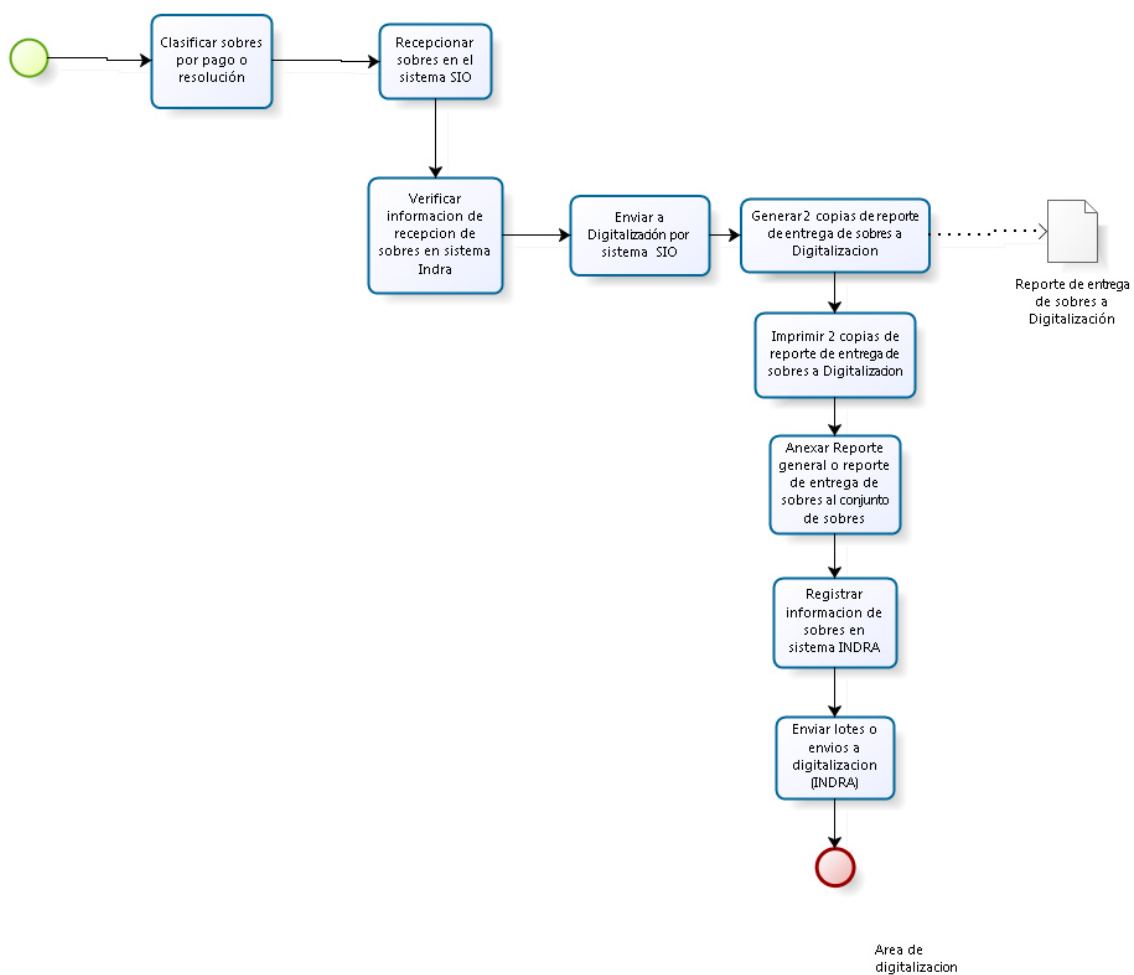 Clasificar sobres
por pago o
resolución
Recepcionar
sobres en el
sistema SIO
Verificar
informacion de
recepcion de
sobres en sistema
Indra
Enviar a
Digitalización por
sistema SIO
Generar 2 copias de reporte
de entrega de sobres a
Digitalizacion
Reporte de entrega
de sobres a
Digitalización
Imprimir 2 copias de
reporte de entrega de
sobres a Digitalizacion
Anexar Reporte
general o reporte
de entrega de
sobres al conjunto
de sobres
Registrar
informacion de
sobres en
sistema INDRA
Enviar lotes o
envios a
digitalizacion
(INDRA)
Area de
digitalizacion